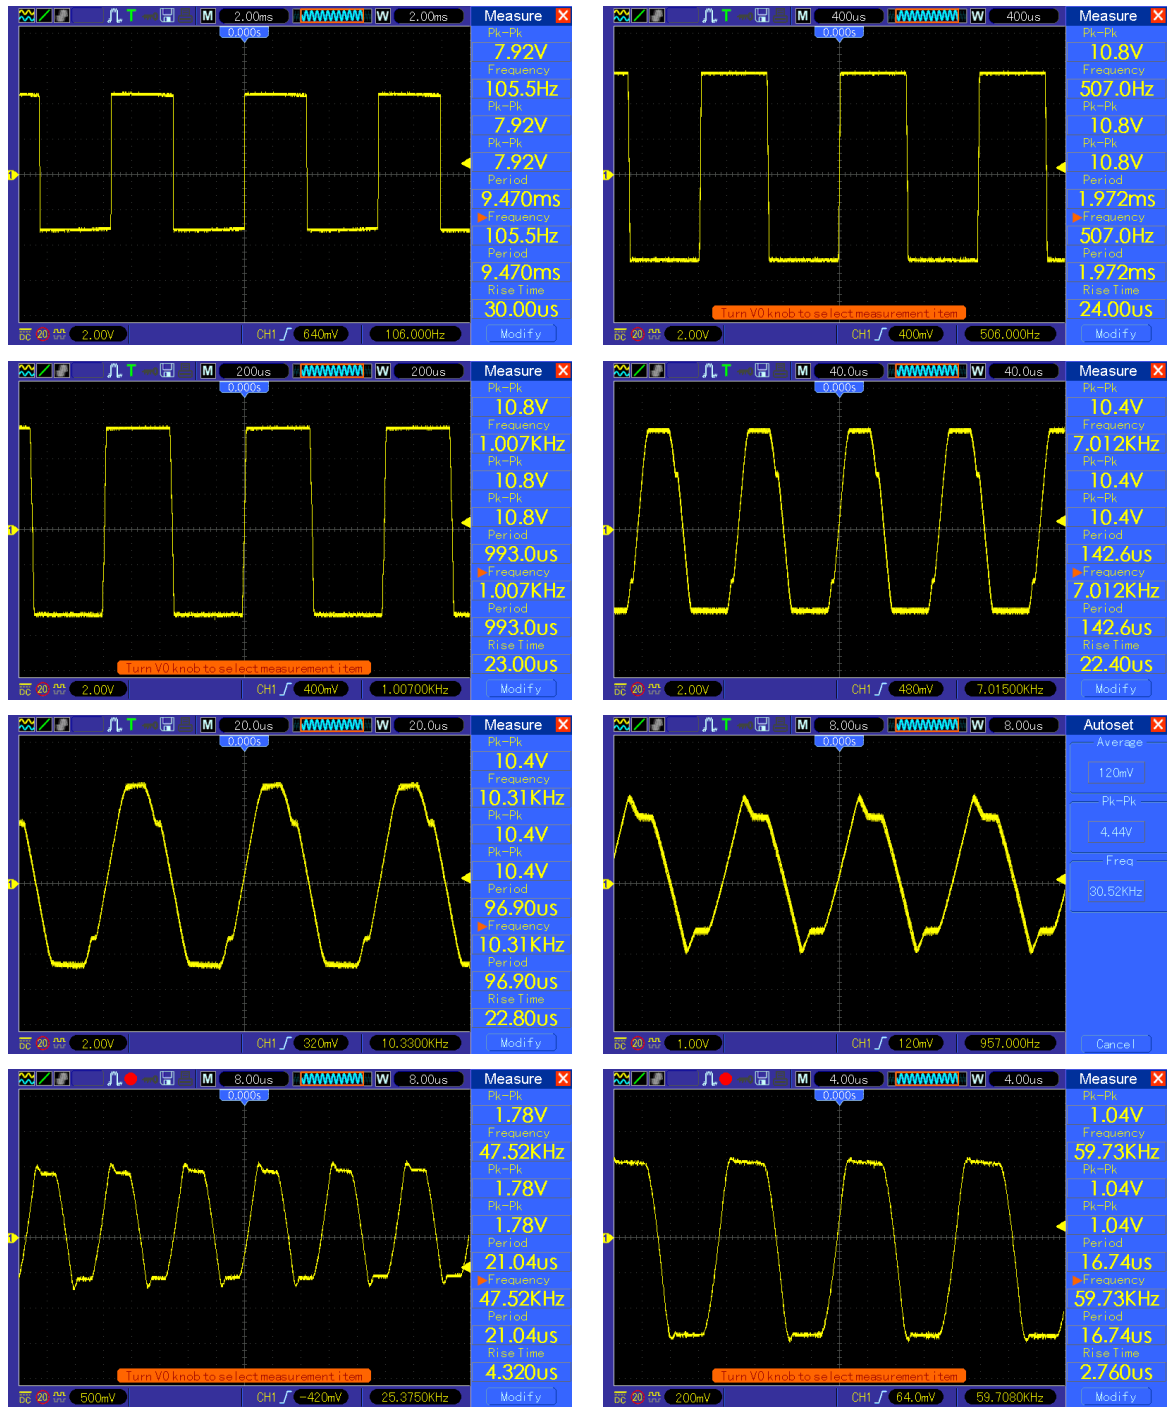 M 2.00ms W 2.00ms Measure
0.000s
Pk-Pk
7.92V
Frequency
105.5Hz
Pk-Pk
7.92V
Pk-Pk
7.92V
Period
9.470ms
Frequency
105.5Hz
Period
9.470ms
Rise Time
30.00us
1
DC 20 2.00V CH1 640mV 106.000Hz Modify
M 400us W 400us Measure
0.000s
Pk-Pk
10.8V
Frequency
507.0Hz
Pk-Pk
10.8V
Pk-Pk
10.8V
Period
1.972ms
Frequency
507.0Hz
Period
1.972ms
Rise Time
24.00us
1
Turn V0 knob to select measurement item
DC 20 2.00V CH1 400mV 506.000Hz Modify
M 200us W 200us Measure
0.000s
Pk-Pk
10.8V
Frequency
1.007KHz
Pk-Pk
10.8V
Pk-Pk
10.8V
Period
993.0us
Frequency
1.007KHz
Period
993.0us
Rise Time
23.00us
1
Turn V0 knob to select measurement item
DC 20 2.00V CH1 400mV 1.00700KHz Modify
M 40.0us W 40.0us Measure
0.000s
Pk-Pk
10.4V
Frequency
7.012KHz
Pk-Pk
10.4V
Pk-Pk
10.4V
Period
142.6us
Frequency
7.012KHz
Period
142.6us
Rise Time
22.40us
1
DC 20 2.00V CH1 480mV 7.01500KHz Modify
M 20.0us W 20.0us Measure
0.000s
Pk-Pk
10.4V
Frequency
10.31KHz
Pk-Pk
10.4V
Pk-Pk
10.4V
Period
96.90us
Frequency
10.31KHz
Period
96.90us
Rise Time
22.80us
1
DC 20 2.00V CH1 320mV 10.3300KHz Modify
M 8.00us W 8.00us Autoset
0.000s
Average
120mV
Pk-Pk
4.44V
Freq
30.52KHz
1
DC 20 1.00V CH1 120mV 957.000Hz Cancel
M 8.00us W 8.00us Measure
0.000s
Pk-Pk
1.78V
Frequency
47.52KHz
Pk-Pk
1.78V
Pk-Pk
1.78V
Period
21.04us
Frequency
47.52KHz
Period
21.04us
Rise Time
4.320us
1
Turn V0 knob to select measurement item
DC 20 500mV CH1 -420mV 25.3750KHz Modify
M 4.00us W 4.00us Measure
0.000s
Pk-Pk
1.04V
Frequency
59.73KHz
Pk-Pk
1.04V
Pk-Pk
1.04V
Period
16.74us
Frequency
59.73KHz
Period
16.74us
Rise Time
2.760us
1
Turn V0 knob to select measurement item
DC 20 200mV CH1 64.0mV 59.7080KHz Modify